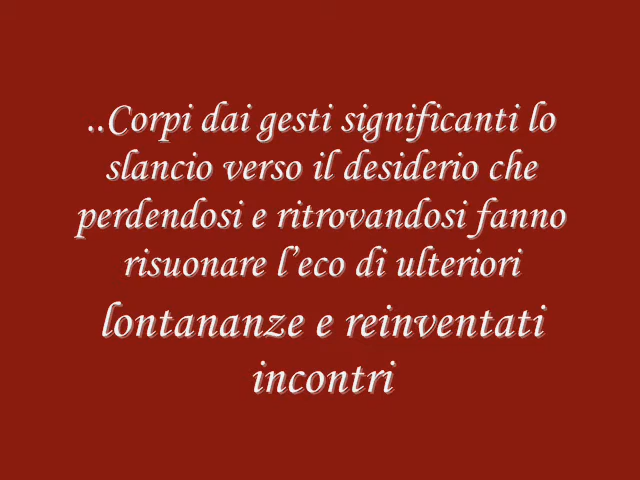 ..Corpi dai gesti significanti lo
slancio verso il desiderio che
perdendosi e ritrovandosi fanno
risuonare l'eco di ulteriori
lontananze e reinventati
incontri